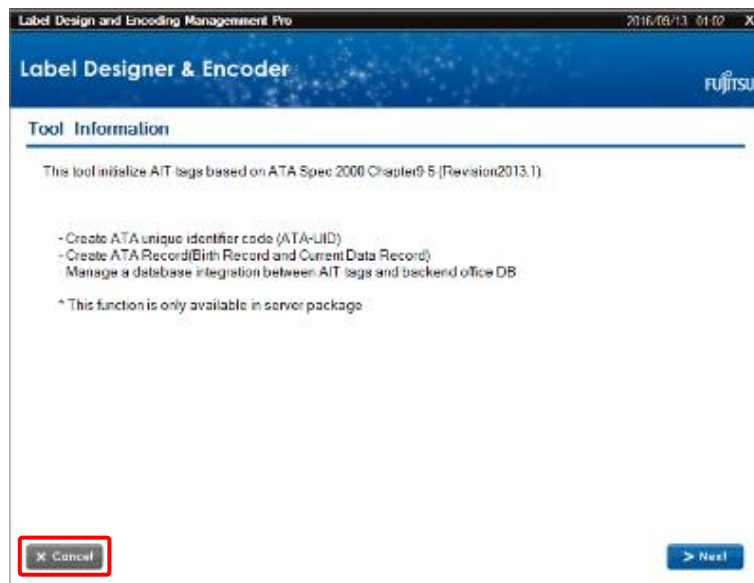 Label Design and Encoding Managemment Pro 2016/09/13 01:02 X
Label Designer & Encoder
FUJITSU
Tool Information
This tool initialize AIT tags based on ATA Spec 2000 Chapter9-5 (Revision2013.1).
- Create ATA unique identifier code (ATA-UID)
- Create ATA Record(Birth Record and Current Data Record)
Manage a database integration between AIT tags and backend office DB
* This function is only available in server package
X Cancel
> Next